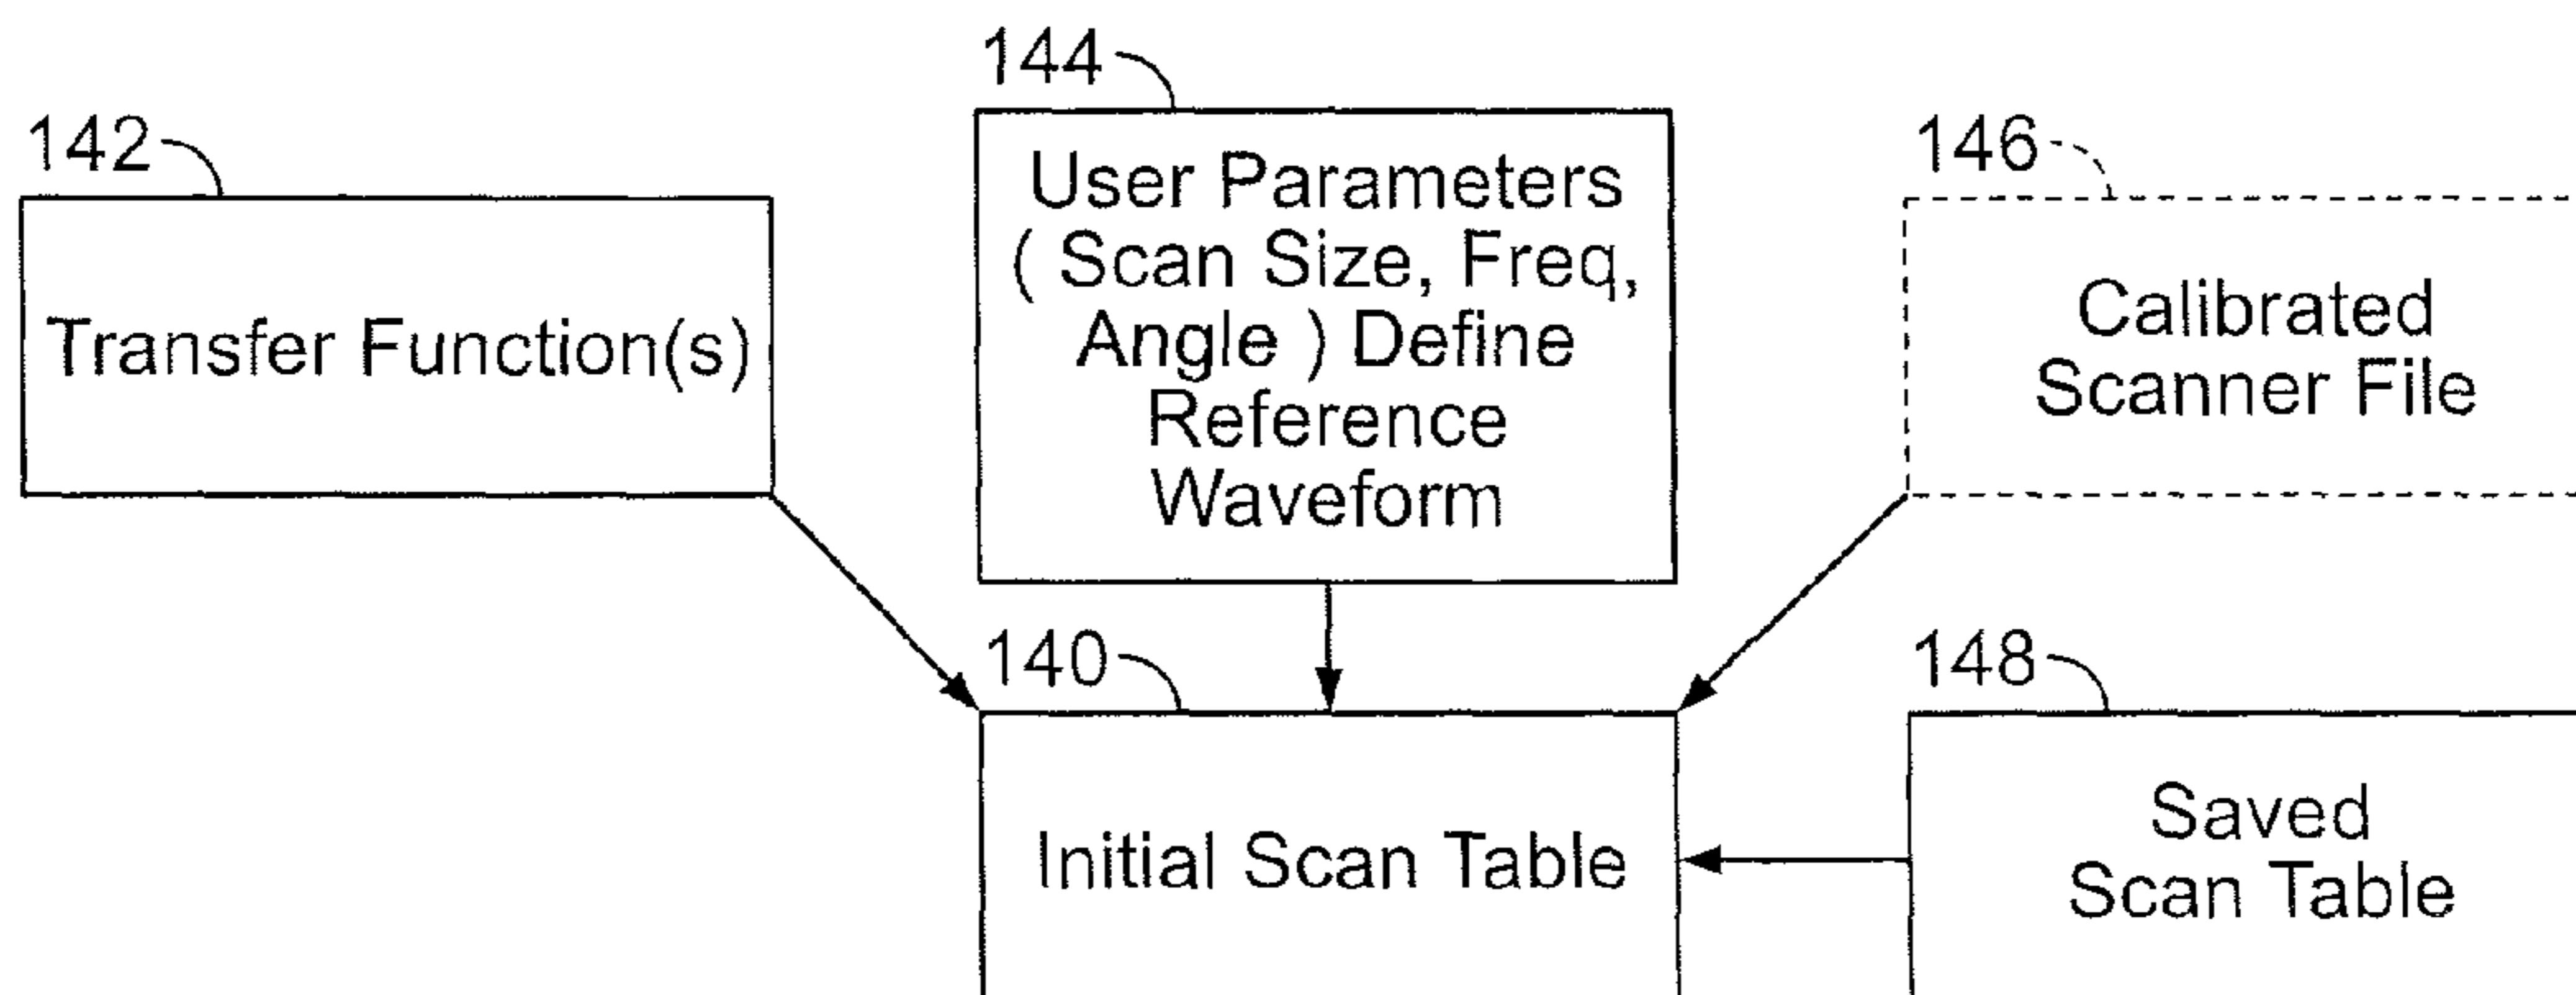 144
142
146
User Parameters
( Scan Size, Freq,
Angle ) Define
Reference
Waveform
Transfer Function(s)
Calibrated
Scanner File
140
148
Initial Scan Table
Saved
Scan Table